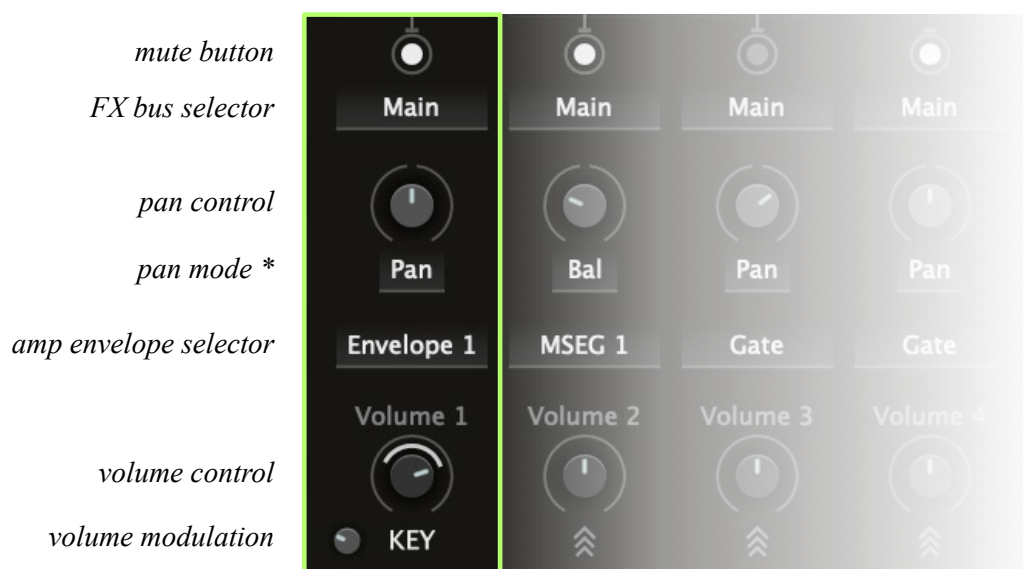 mute button
FX bus selector Main Main Main Main
pan control
pan mode * Pan Bal Pan Pan
amp envelope selector Envelope 1 MSEG 1 Gate Gate
Volume 1 Volume 2 Volume 3 Volume 4
volume control
volume modulation KEY